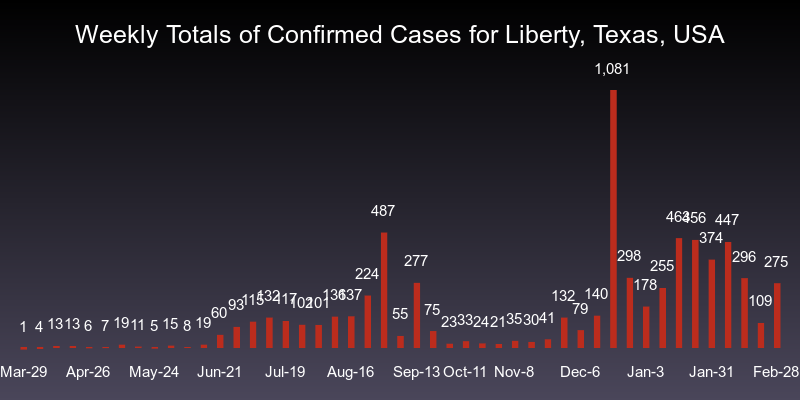 Weekly Totals of Confirmed Cases for Liberty, Texas, USA
1 4 13 13 6 7 19 11 5 15 8 19 60 93 115 132 117 102 101 136 137 224 487 55 277 75 23 33 24 21 35 30 41 132 79 140 1,081 298 178 255 463 456 374 447 296 109 275
Mar-29 Apr-26 May-24 Jun-21 Jul-19 Aug-16 Sep-13 Oct-11 Nov-8 Dec-6 Jan-3 Jan-31 Feb-28